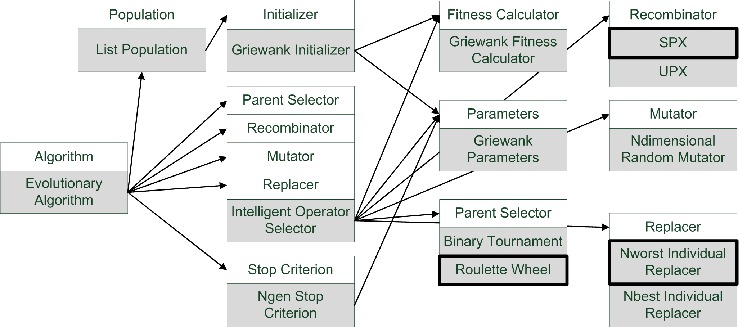 Population
List Population
Initializer
Griewank Initializer
Fitness Calculator
Griewank Fitness
Calculator
Recombinator
SPX
UPX
Algorithm
Evolutionary
Algorithm
Parent Selector
Recombinator
Mutator
Replacer
Intelligent Operator
Selector
Parameters
Griewank
Parameters
Mutator
Ndimensional
Random Mutator
Stop Criterion
Ngen Stop
Criterion
Parent Selector
Binary Tournament
Roulette Wheel
Replacer
Nworst Individual
Replacer
Nbest Individual
Replacer